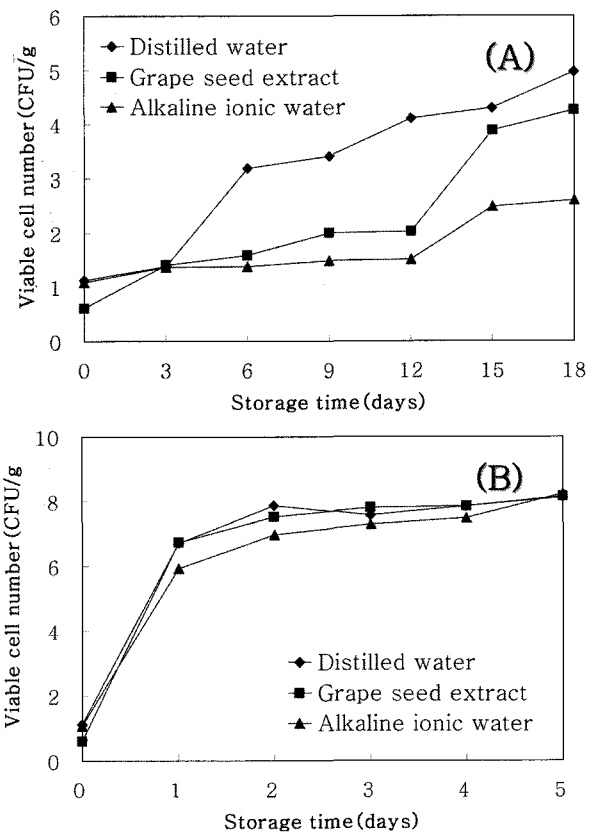 6
Distilled water
(A)
Grape seed extract
Alkaline ionic water
5
4
3
2
1
0
Viable cell number(CFU/g
0 3 6 9 12 15 18
Storage time(days)
10
(B)
8
6
4
2
0
Viable cell number(CFU/g
Distilled water
Grape seed extract
Alkaline ionic water
0 1 2 3 4 5
Storage time(days)